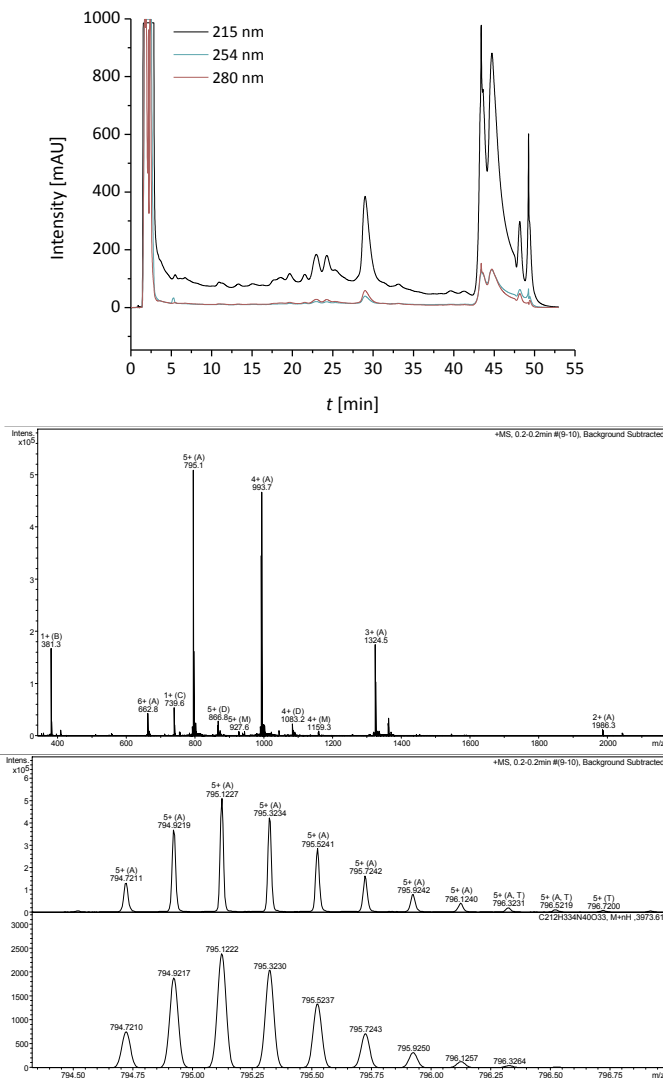 1000
800
600
400
200
0
215 nm
254 nm
280 nm
Intensity [mAU]
0 5 10 15 20 25 30 35 40 45 50 55
t [min]
Intens.
x10⁵
+MS, 0.2-0.2min #(9-10), Background Subtracted
5+ (A)
795.1
4+ (A)
993.7
1+ (B)
381.3
3+ (A)
1324.5
6+ (A)
662.8
1+ (C)
739.6
5+ (D)
866.8
5+ (M)
927.6
4+ (D)
1083.2
4+ (M)
1159.3
2+ (A)
1986.3
5
4
3
2
1
0
400 600 800 1000 1200 1400 1600 1800 2000 m/z
Intens.
x10⁵
+MS, 0.2-0.2min #(9-10), Background Subtracted
6
5
4
3
2
1
0
5+ (A)
794.7211
5+ (A)
794.9219
5+ (A)
795.1227
5+ (A)
795.3234
5+ (A)
795.5241
5+ (A)
795.7242
5+ (A)
795.9242
5+ (A)
796.1240
5+ (A, T)
796.3231
5+ (A, T)
796.5219
5+ (T)
796.7200
C212H334N40O33, M+nH ,3973.61
3000
2500
2000
1500
1000
500
0
794.7210
794.9217
795.1222
795.3230
795.5237
795.7243
795.9250
796.1257
796.3264
794.50 794.75 795.00 795.25 795.50 795.75 796.00 796.25 796.50 796.75 m/z